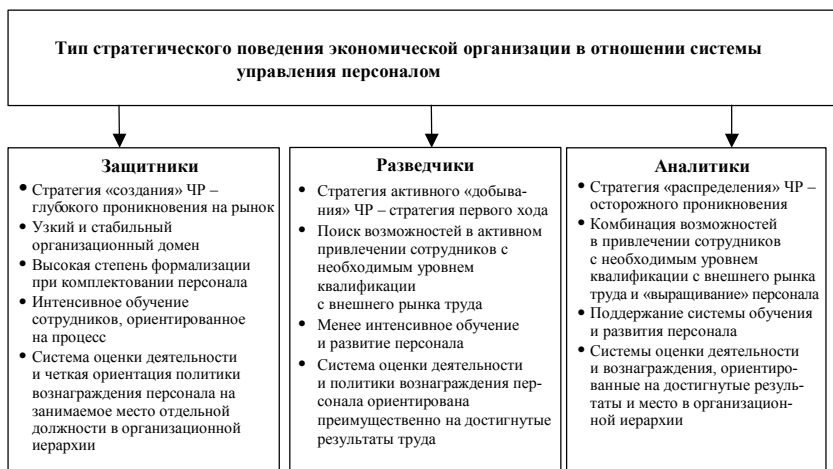 Тип стратегического поведения экономической организации в отношении системы
управления персоналом
Защитники
• Стратегия «создания» ЧР –
глубокого проникновения на рынок
• Узкий и стабильный
организационный домен
• Высокая степень формализации
при комплектовании персонала
• Интенсивное обучение
сотрудников, ориентированное
на процесс
• Система оценки деятельности
и четкая ориентация политики
вознаграждения персонала на
занимаемое место отдельной
должности в организационной
иерархии
Разведчики
• Стратегия активного «добыва-
ния» ЧР – стратегия первого хода
• Поиск возможностей в активном
привлечении сотрудников с
необходимым уровнем
квалификации
с внешнего рынка труда
• Менее интенсивное обучение
и развитие персонала
• Система оценки деятельности
и политики вознаграждения пер-
сонала ориентирована
преимущественно на достигнутые
результаты труда
Аналитики
• Стратегия «распределения» ЧР –
осторожного проникновения
• Комбинация возможностей
в привлечении сотрудников
с необходимым уровнем
квалификации с внешнего рынка
труда и «выращивание» персонала
• Поддержание системы обучения
и развития персонала
• Системы оценки деятельности
и вознаграждения, ориентиро-
ванные на достигнутые резуль-
таты и место в организацион-
ной иерархии